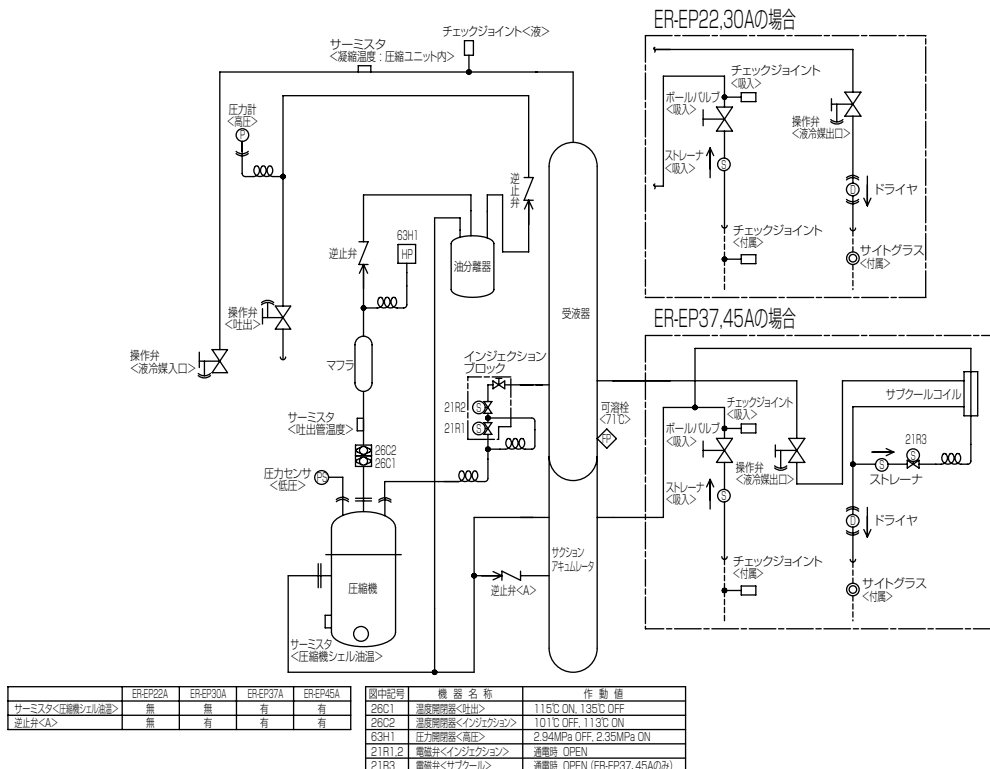 ER-EP22,30Aの場合
チェックジョイント<液>
サーミスタ
<凝縮温度：圧縮ユニット内>
チェックジョイント
<吸入>
ボールバルブ
<吸入>
圧力計
<高圧>
P
操作弁
<液冷媒出口>
ストレーナ
<吸入>
S
逆止弁
D
ドライヤ
63H1
HP
逆止弁
油分離器
チェックジョイント
<付属>
サイトグラス
<付属>
受液器
操作弁
<吐出>
ER-EP37,45Aの場合
操作弁
<液冷媒入口>
マフラ
インジェクション
ブロック
サブクールコイル
21R2
S
可溶栓
<71℃>
FP
チェックジョイント
<吸入>
サーミスタ
<吐出管温度>
21R1
S
ボールバルブ
<吸入>
21R3
S
26C2
26C1
操作弁
<液冷媒出口>
S
ストレーナ
圧力センサ
<低圧>
PS
ストレーナ
<吸入>
S
D
ドライヤ
サクション
アキュムレータ
チェックジョイント
<付属>
圧縮機
逆止弁<A>
サイトグラス
<付属>
サーミスタ
<圧縮機シェル油温>
ER-EP22A ER-EP30A ER-EP37A ER-EP45A
サーミスタ<圧縮機シェル油温> 無 無 有 有
逆止弁<A> 無 有 有 有
図中記号 機 器 名 称 作 動 値
26C1 温度開閉器<吐出> 115℃ ON, 135℃ OFF
26C2 温度開閉器<インジェクション> 101℃ OFF, 113℃ ON
63H1 圧力開閉器<高圧> 2.94MPa OFF, 2.35MPa ON
21R1,2 電磁弁<インジェクション> 通電時 OPEN
21R3 電磁弁<サブクール> 通電時 OPEN (ER-EP37, 45Aのみ)